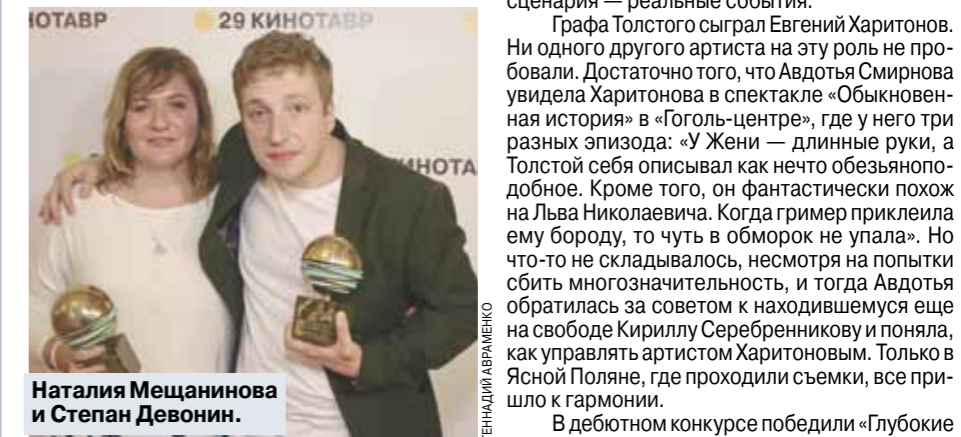 НОТАВР
29 КИНОТАВР
ИНОТАВ
Наталия Мещанинова
и Степан Девонин.
ГЕННАДИЙ АВРАМЕНКО
сценария — реальные события.
Графа Толстого сыграл Евгений Харитонов.
Ни одного другого артиста на эту роль не про-
бовали. Достаточно того, что Авдотья Смирнова
увидела Харитонова в спектакле «Обыкновен-
ная история» в «Гоголь-центре», где у него три
разных эпизода: «У Жени — длинные руки, а
Толстой себя описывал как нечто обезьянопо-
добное. Кроме того, он фантастически похож
на Льва Николаевича. Когда гример приклеила
ему бороду, то чуть в обморок не упала». Но
что-то не складывалось, несмотря на попытки
сбить многозначительность, и тогда Авдотья
обратилась за советом к находившемуся еще
на свободе Кириллу Серебренникову и поняла,
как управлять артистом Харитоновым. Только в
Ясной Поляне, где проходили съемки, все при-
шло к гармонии.
В дебютном конкурсе победили «Глубокие